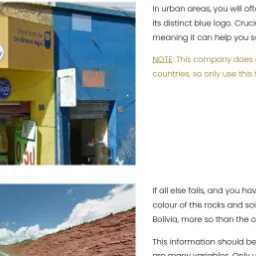 In urban areas, you will oft
its distinct blue logo. Cruci
meaning it can help you s
NOTE: This company does
countries, so only use this
tigo
If all else fails, and you hav
colour of the rocks and soi
Bolivia, more so than the o
This information should be
are many variables. Only u